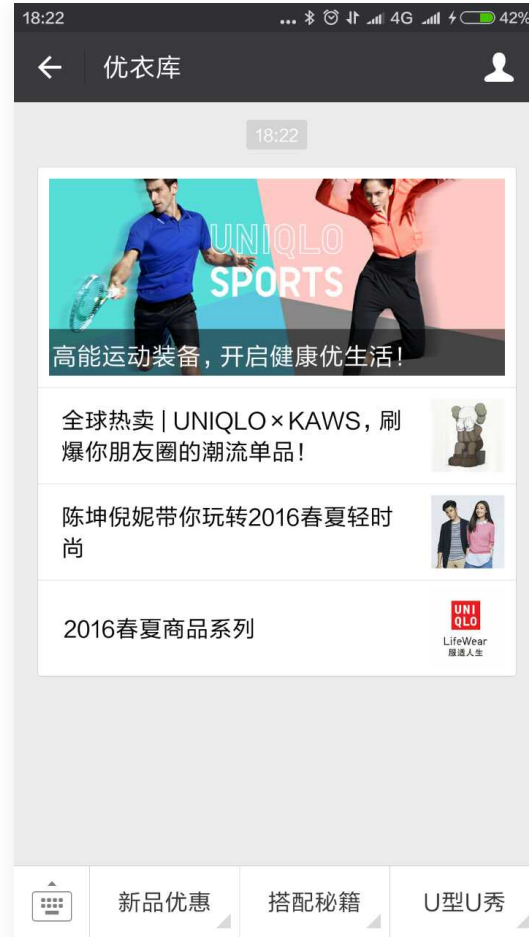 18:22
4G
42%
优衣库
18:22
UNIQLO
SPORTS
高能运动装备，开启健康优生活！
全球热卖 | UNIQLO×KAWS，刷
爆你朋友圈的潮流单品！
陈坤倪妮带你玩转2016春夏轻时
尚
2016春夏商品系列
UNI
QLO
LifeWear
服适人生
新品优惠
搭配秘籍
U型U秀